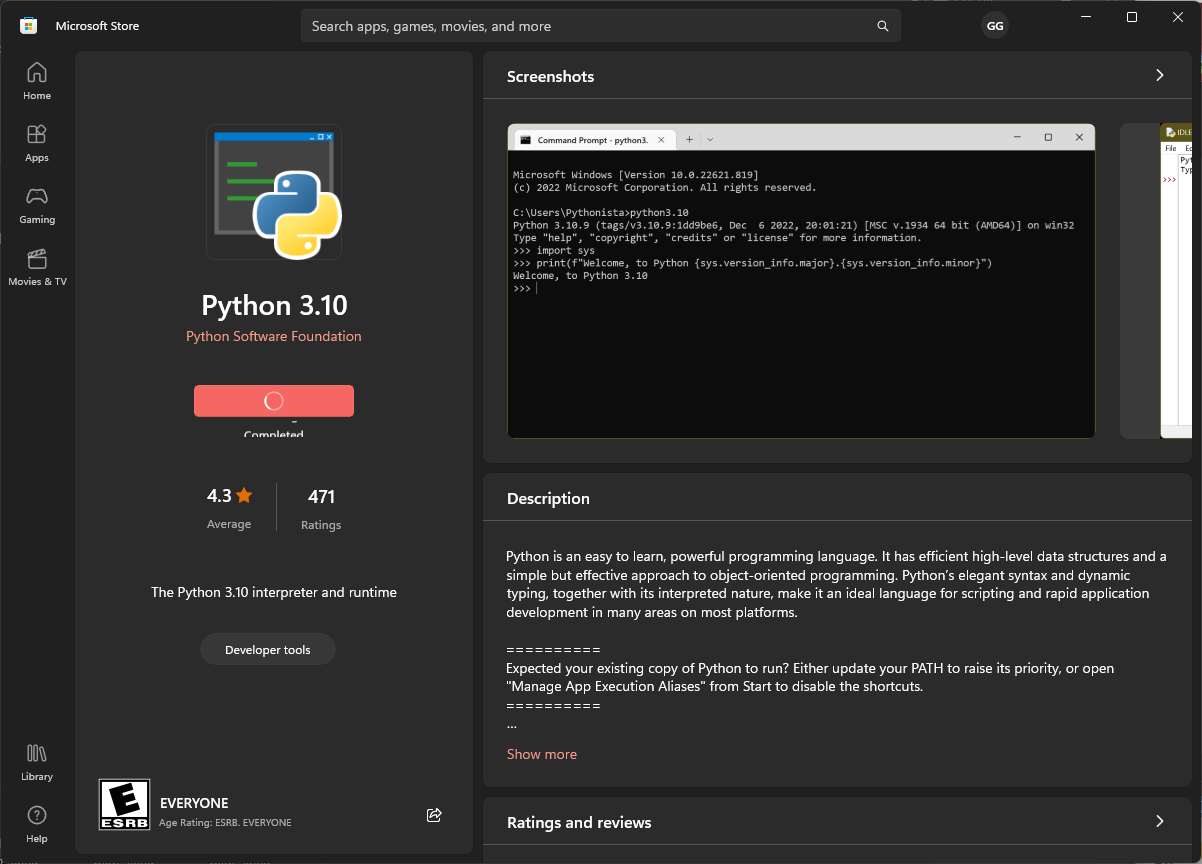 Microsoft Store
Search apps, games, movies, and more
GG
Home
Apps
Gaming
Movies & TV
Library
Help
Python 3.10
Python Software Foundation
Completed
4.3
Average
471
Ratings
The Python 3.10 interpreter and runtime
Developer tools
E
ESRB
EVERYONE
Age Rating: ESRB. EVERYONE
Screenshots
Command Prompt - python3.
Microsoft Windows [Version 10.0.22621.819]
(c) 2022 Microsoft Corporation. All rights reserved.
C:\Users\Pythonista>python3.10
Python 3.10.9 (tags/v3.10.9:1dd9be6, Dec  6 2022, 20:01:21) [MSC v.1934 64 bit (AMD64)] on win32
Type "help", "copyright", "credits" or "license" for more information.
>>> import sys
>>> print(f"Welcome, to Python {sys.version_info.major}.{sys.version_info.minor}")
Welcome, to Python 3.10
>>>
IDLE
File Ed
Pyt
Typ
>>>
Description
Python is an easy to learn, powerful programming language. It has efficient high-level data structures and a
simple but effective approach to object-oriented programming. Python's elegant syntax and dynamic
typing, together with its interpreted nature, make it an ideal language for scripting and rapid application
development in many areas on most platforms.
==========
Expected your existing copy of Python to run? Either update your PATH to raise its priority, or open
"Manage App Execution Aliases" from Start to disable the shortcuts.
==========
...
Show more
Ratings and reviews